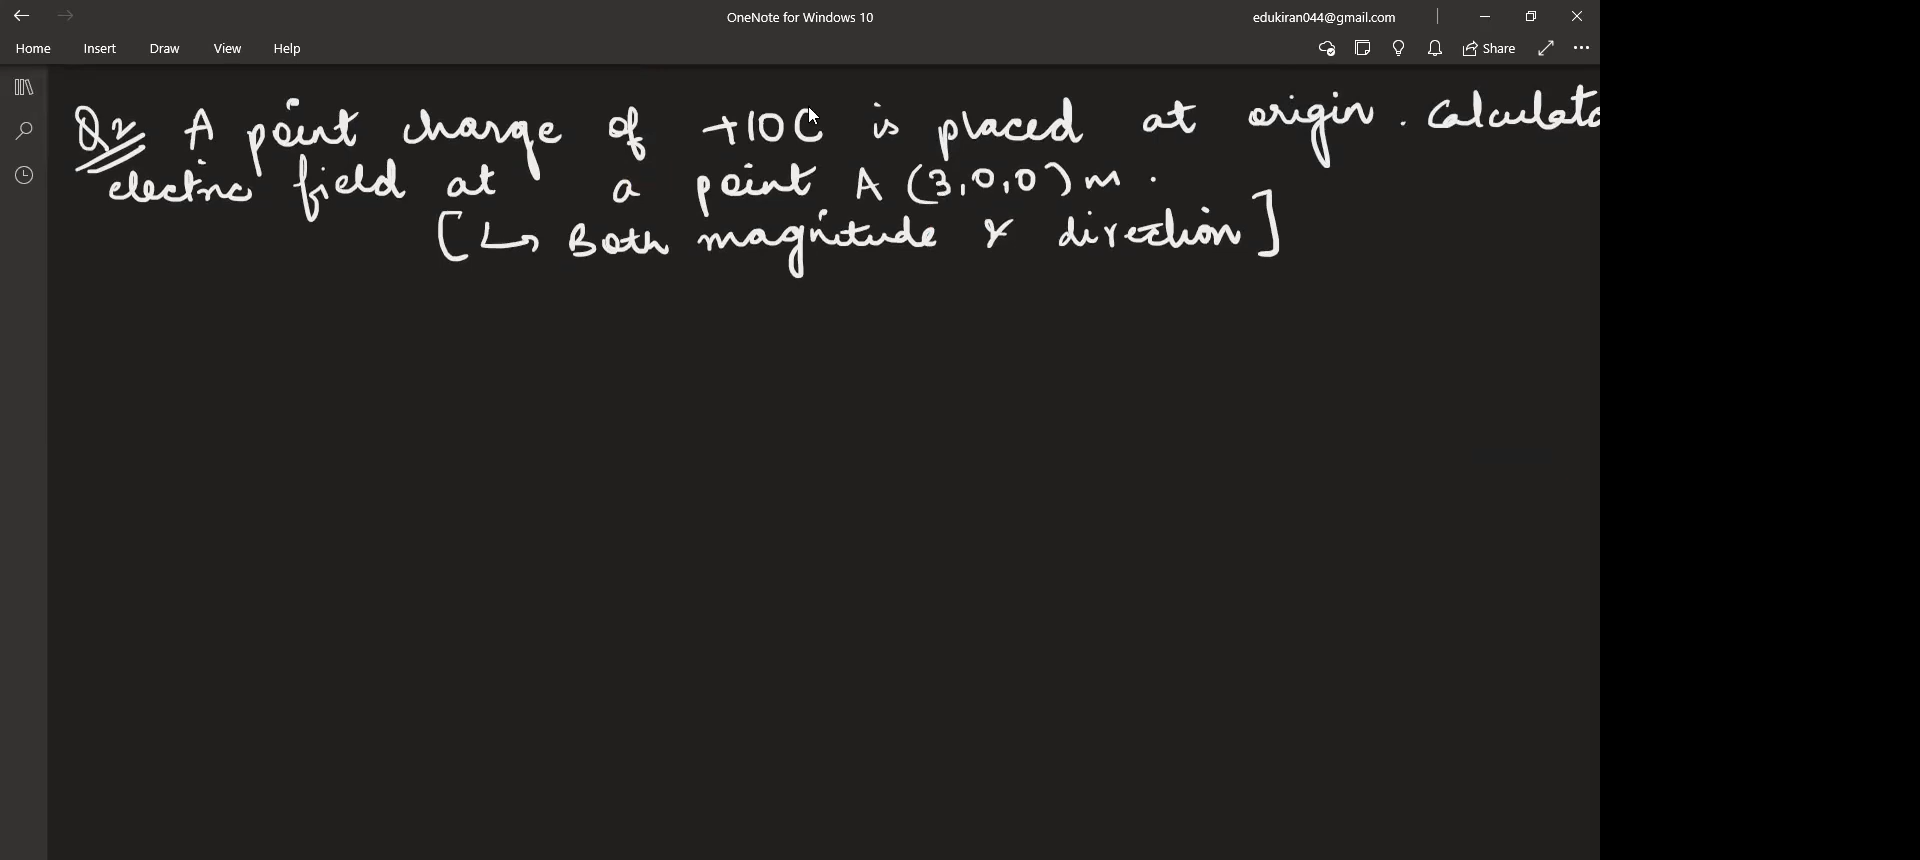 OneNote for Windows 10
edukiran044@gmail.com
Home Insert Draw View Help
Share
Q2 A point charge of +10C is placed at origin. Calculate
electric field at a point A (3,0,0) m.
[↳ Both magnitude & direction]